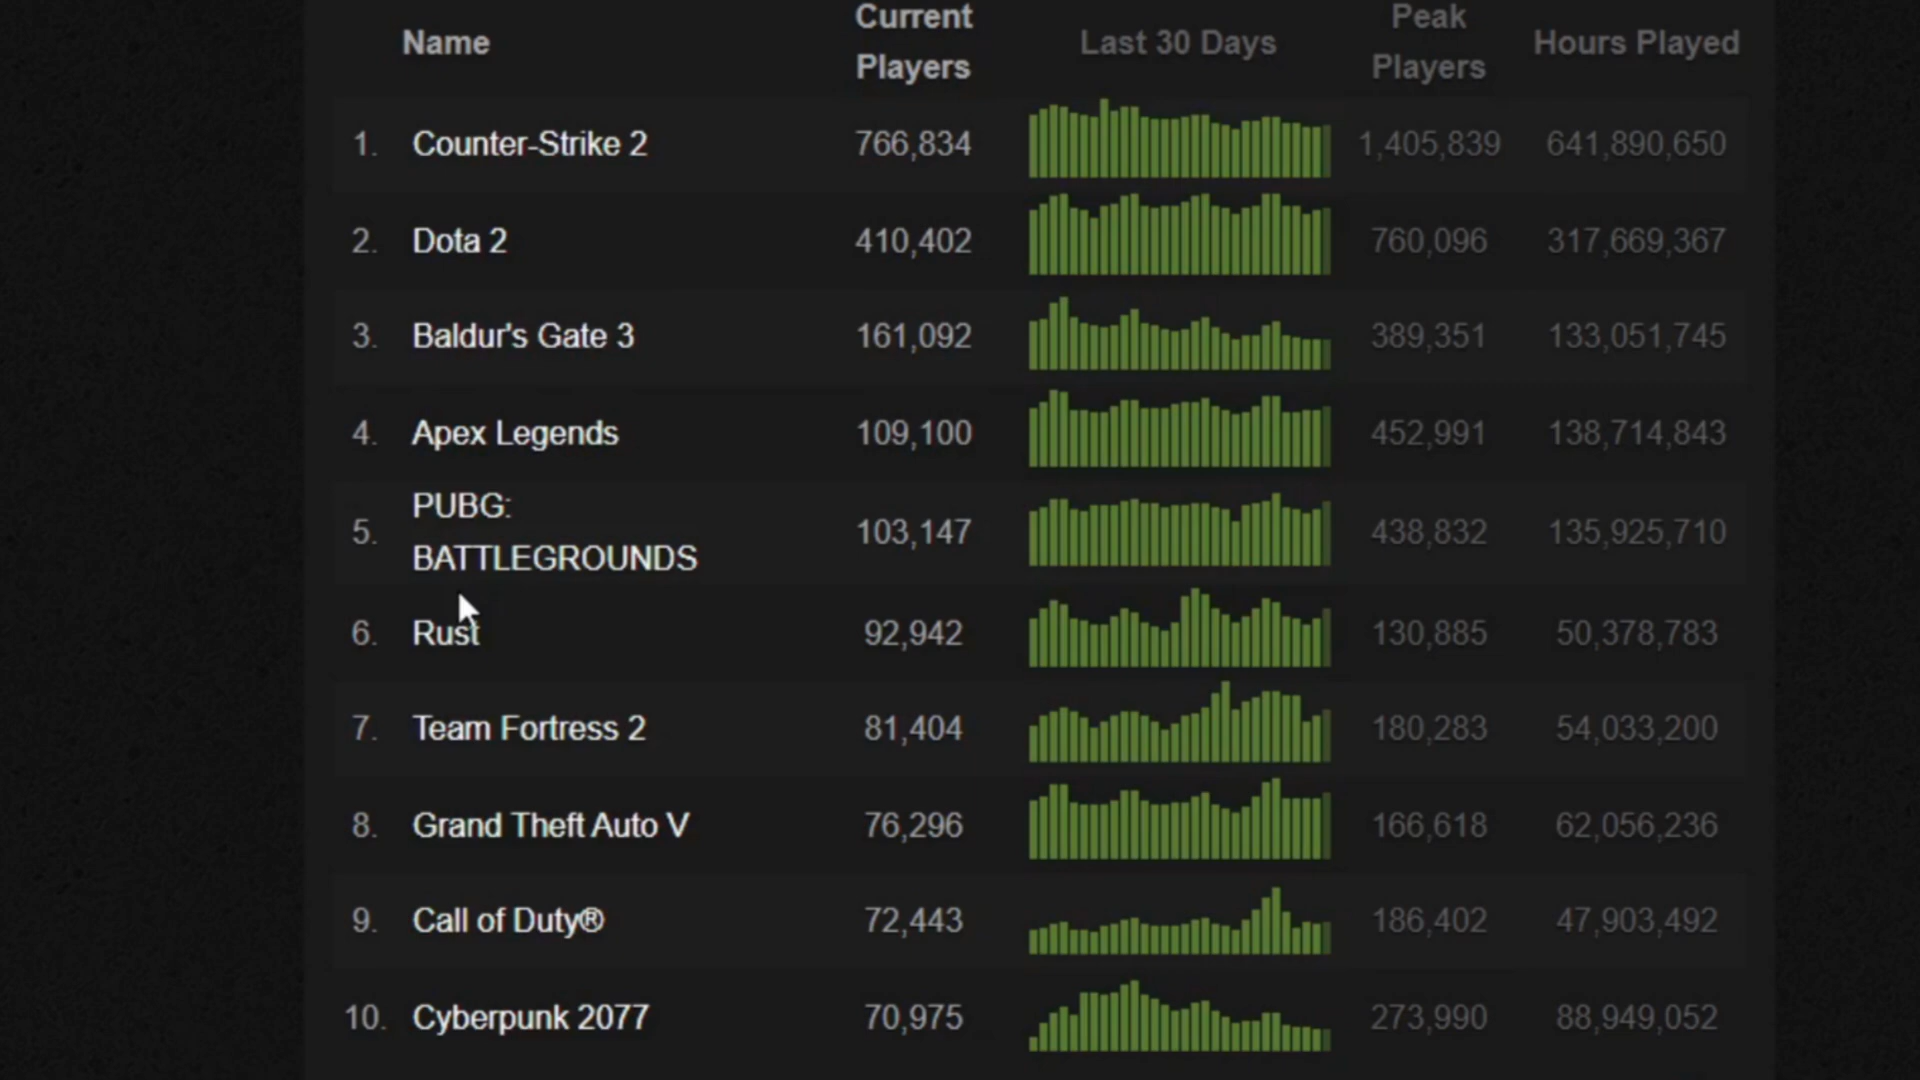 Name Current Players Last 30 Days Peak Players Hours Played
1. Counter-Strike 2 766,834 1,405,839 641,890,650
2. Dota 2 410,402 760,096 317,669,367
3. Baldur's Gate 3 161,092 389,351 133,051,745
4. Apex Legends 109,100 452,991 138,714,843
5. PUBG: BATTLEGROUNDS 103,147 438,832 135,925,710
6. Rust 92,942 130,885 50,378,783
7. Team Fortress 2 81,404 180,283 54,033,200
8. Grand Theft Auto V 76,296 166,618 62,056,236
9. Call of Duty® 72,443 186,402 47,903,492
10. Cyberpunk 2077 70,975 273,990 88,949,052